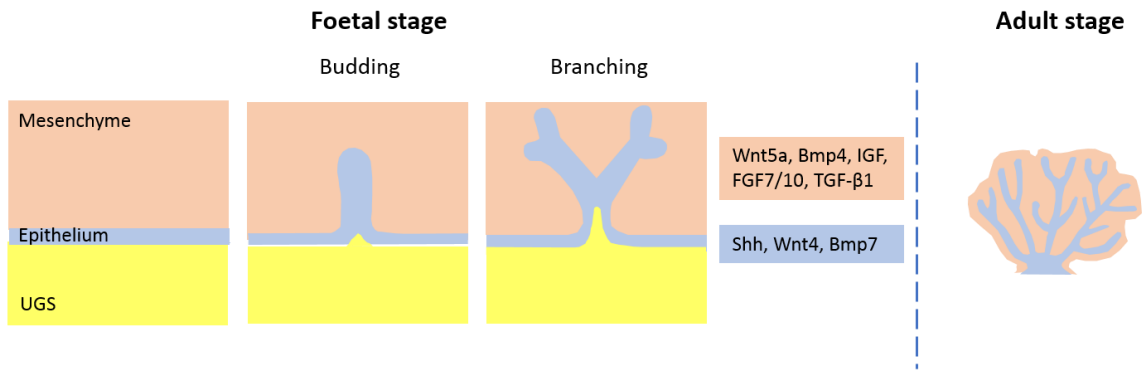 Foetal stage
Adult stage
Budding
Branching
Mesenchyme
Epithelium
UGS
Wnt5a, Bmp4, IGF,
FGF7/10, TGF-β1
Shh, Wnt4, Bmp7